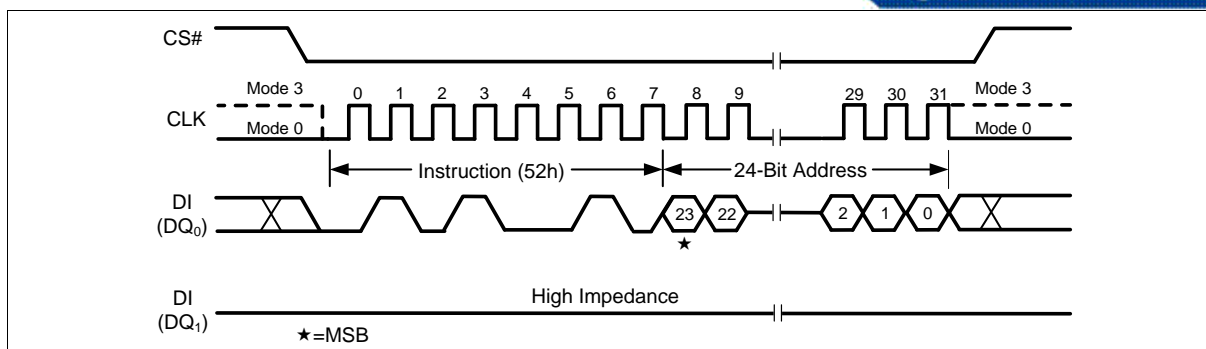 CS#
Mode 3
0 1 2 3 4 5 6 7 8 9 29 30 31
Mode 3
CLK
Mode 0
Mode 0
Instruction (52h)
24-Bit Address
DI
(DQ0)
23 22 2 1 0
★
DI
(DQ1)
High Impedance
★=MSB